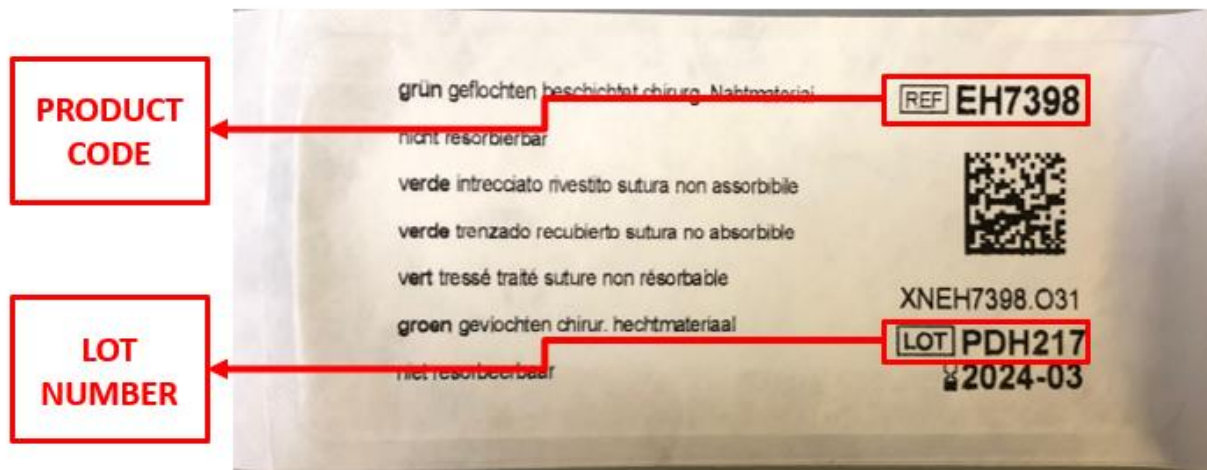 PRODUCT
CODE
LOT
NUMBER
grün geflochten beschichtet chirurg. Nahtmaterial
nicht resorbierbar
verde intrecciato rivestito sutura non assorbibile
verde trenzado recubierto sutura no absorbible
vert tressé traité suture non résorbable
groen gevlochten chirur. hechtmateriaal
niet resorbeerbaar
REF EH7398
XNEH7398.O31
LOT PDH217
2024-03